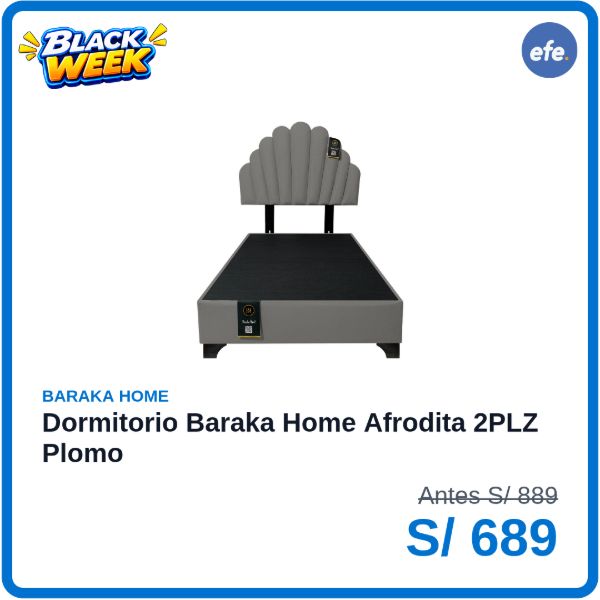 BLACK
WEEK
efe.
BARAKA HOME
Dormitorio Baraka Home Afrodita 2PLZ
Plomo
Antes S/ 889
S/ 689